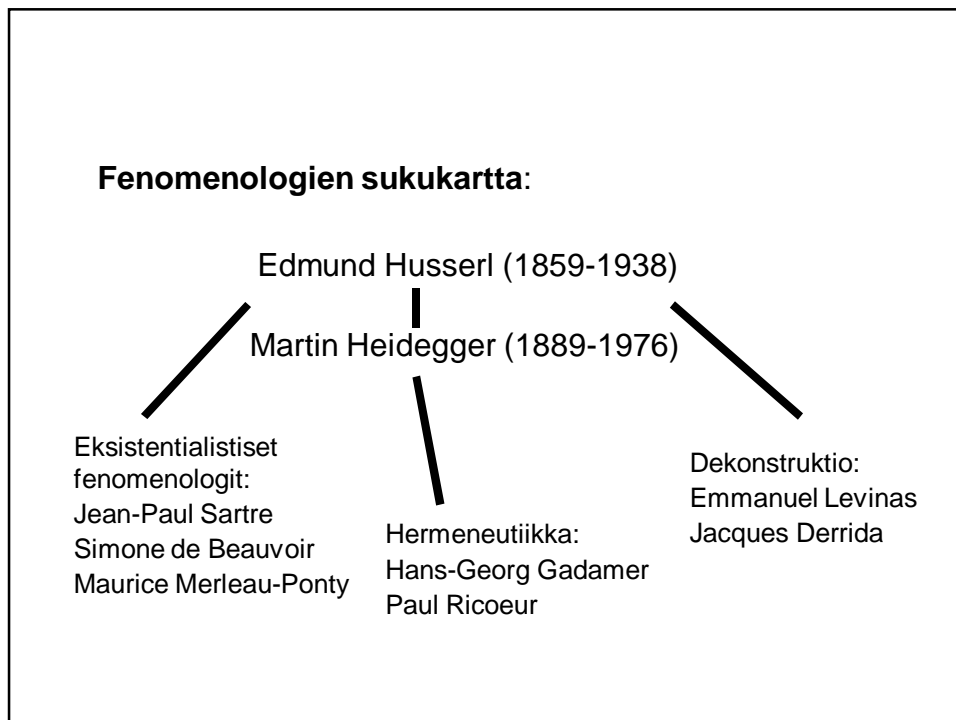 Fenomenologien sukukartta:
Edmund Husserl (1859-1938)
Martin Heidegger (1889-1976)
Eksistentialistiset
fenomenologit:
Jean-Paul Sartre
Simone de Beauvoir
Maurice Merleau-Ponty
Hermeneutiikka:
Hans-Georg Gadamer
Paul Ricoeur
Dekonstruktio:
Emmanuel Levinas
Jacques Derrida